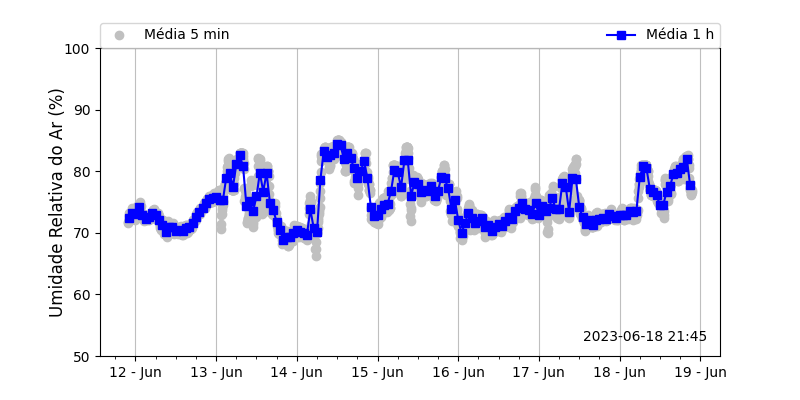 Média 5 min
Média 1 h
Umidade Relativa do Ar (%)
100
90
80
70
60
50
2023-06-18 21:45
12 - Jun
13 - Jun
14 - Jun
15 - Jun
16 - Jun
17 - Jun
18 - Jun
19 - Jun